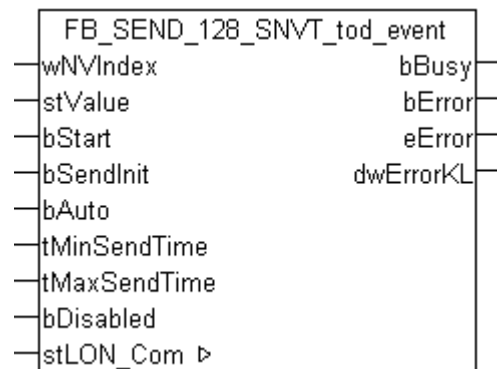 FB_SEND_128_SNVT_tod_event
wNVIndex bBusy
stValue bError
bStart eError
bSendInit dwErrorKL
bAuto
tMinSendTime
tMaxSendTime
bDisabled
stLON_Com ▷